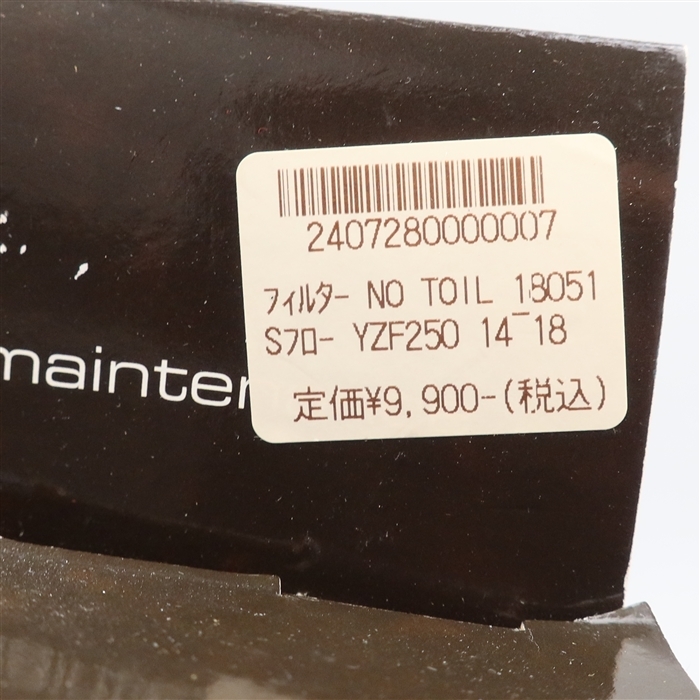 2407280000007
ﾌｨﾙﾀｰ NO TOIL 18051
Sﾌﾛｰ YZF250 14‾18
定価¥9,900-(税込)
mainten